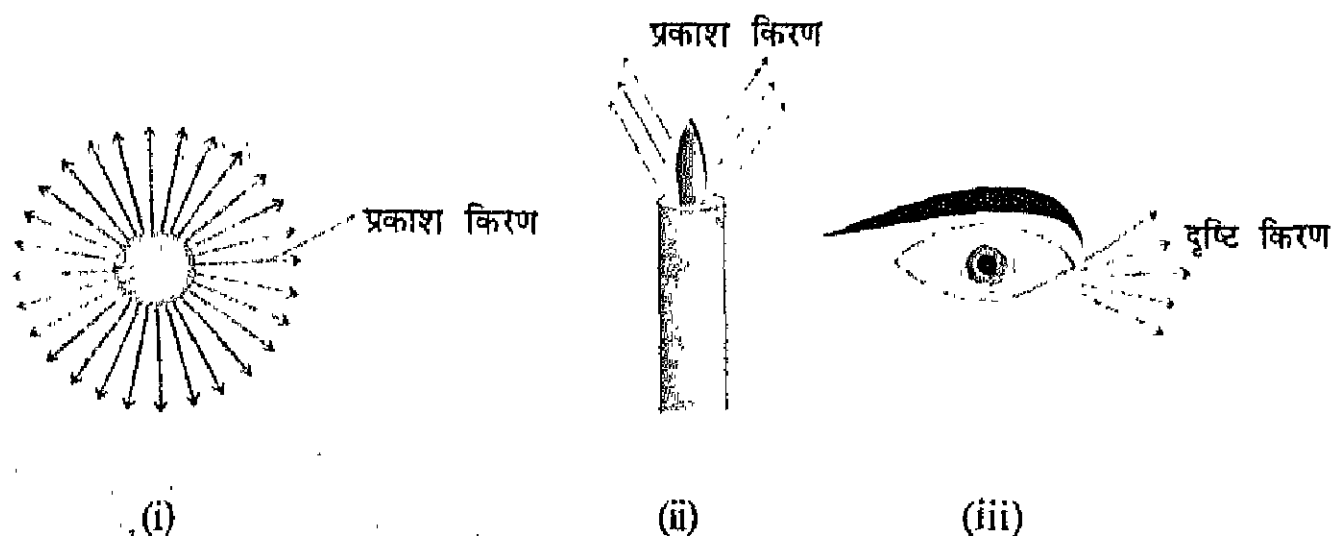 प्रकाश किरण
प्रकाश किरण
दृष्टि किरण
(i)
(ii)
(iii)